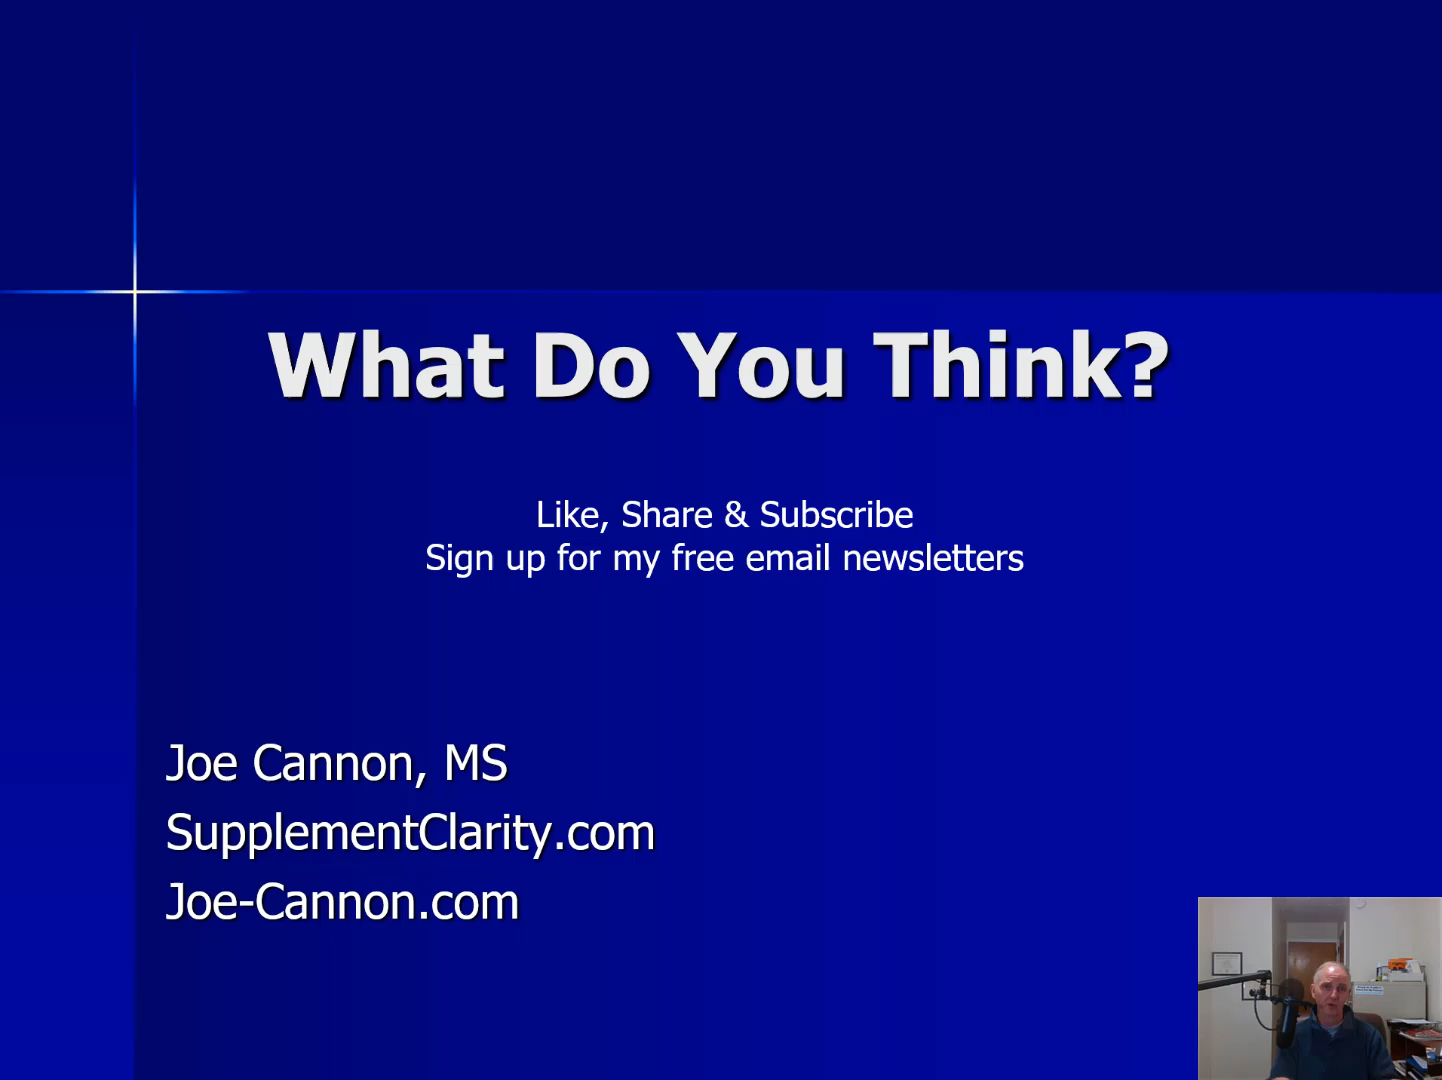 What Do You Think?
Like, Share & Subscribe
Sign up for my free email newsletters
Joe Cannon, MS
SupplementClarity.com
Joe-Cannon.com